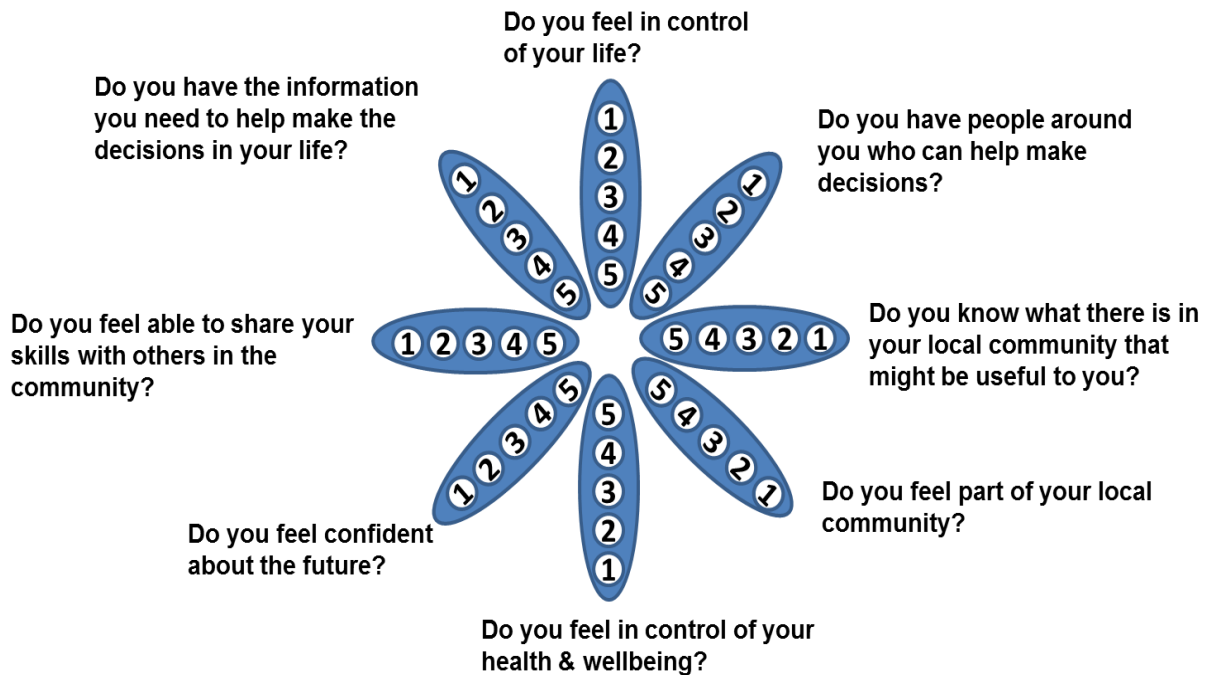 Do you feel in control
of your life?
1
2
3
4
5
Do you have people around
you who can help make
decisions?
1
2
3
4
5
Do you know what there is in
your local community that
might be useful to you?
5 4 3 2 1
Do you feel part of your local
community?
5
4
3
2
1
Do you feel in control of your
health & wellbeing?
5
4
3
2
1
Do you feel confident
about the future?
5
4
3
2
1
Do you feel able to share your
skills with others in the
community?
1 2 3 4 5
Do you have the information
you need to help make the
decisions in your life?
1
2
3
4
5